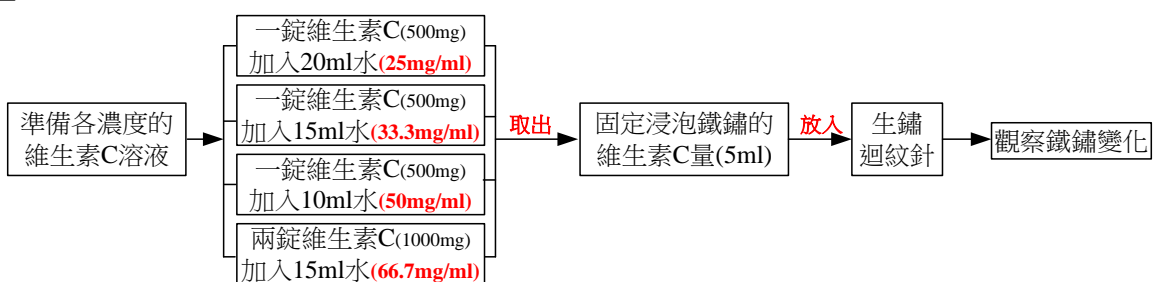 準備各濃度的
維生素C溶液
一錠維生素C(500mg)
加入20ml水(25mg/ml)
一錠維生素C(500mg)
加入15ml水(33.3mg/ml)
一錠維生素C(500mg)
加入10ml水(50mg/ml)
兩錠維生素C(1000mg)
加入15ml水(66.7mg/ml)
取出
固定浸泡鐵鏽的
維生素C量(5ml)
放入
生鏽
迴紋針
觀察鐵鏽變化